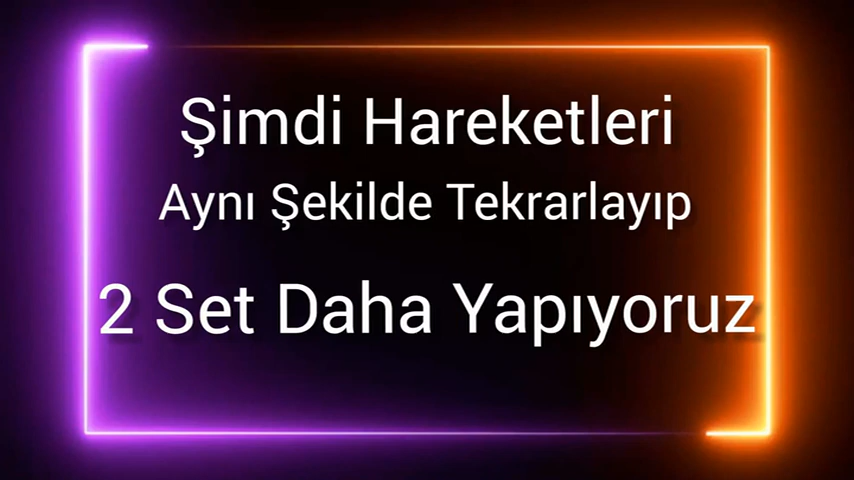 Şimdi Hareketleri
Aynı Şekilde Tekrarlayıp
2 Set Daha Yapıyoruz